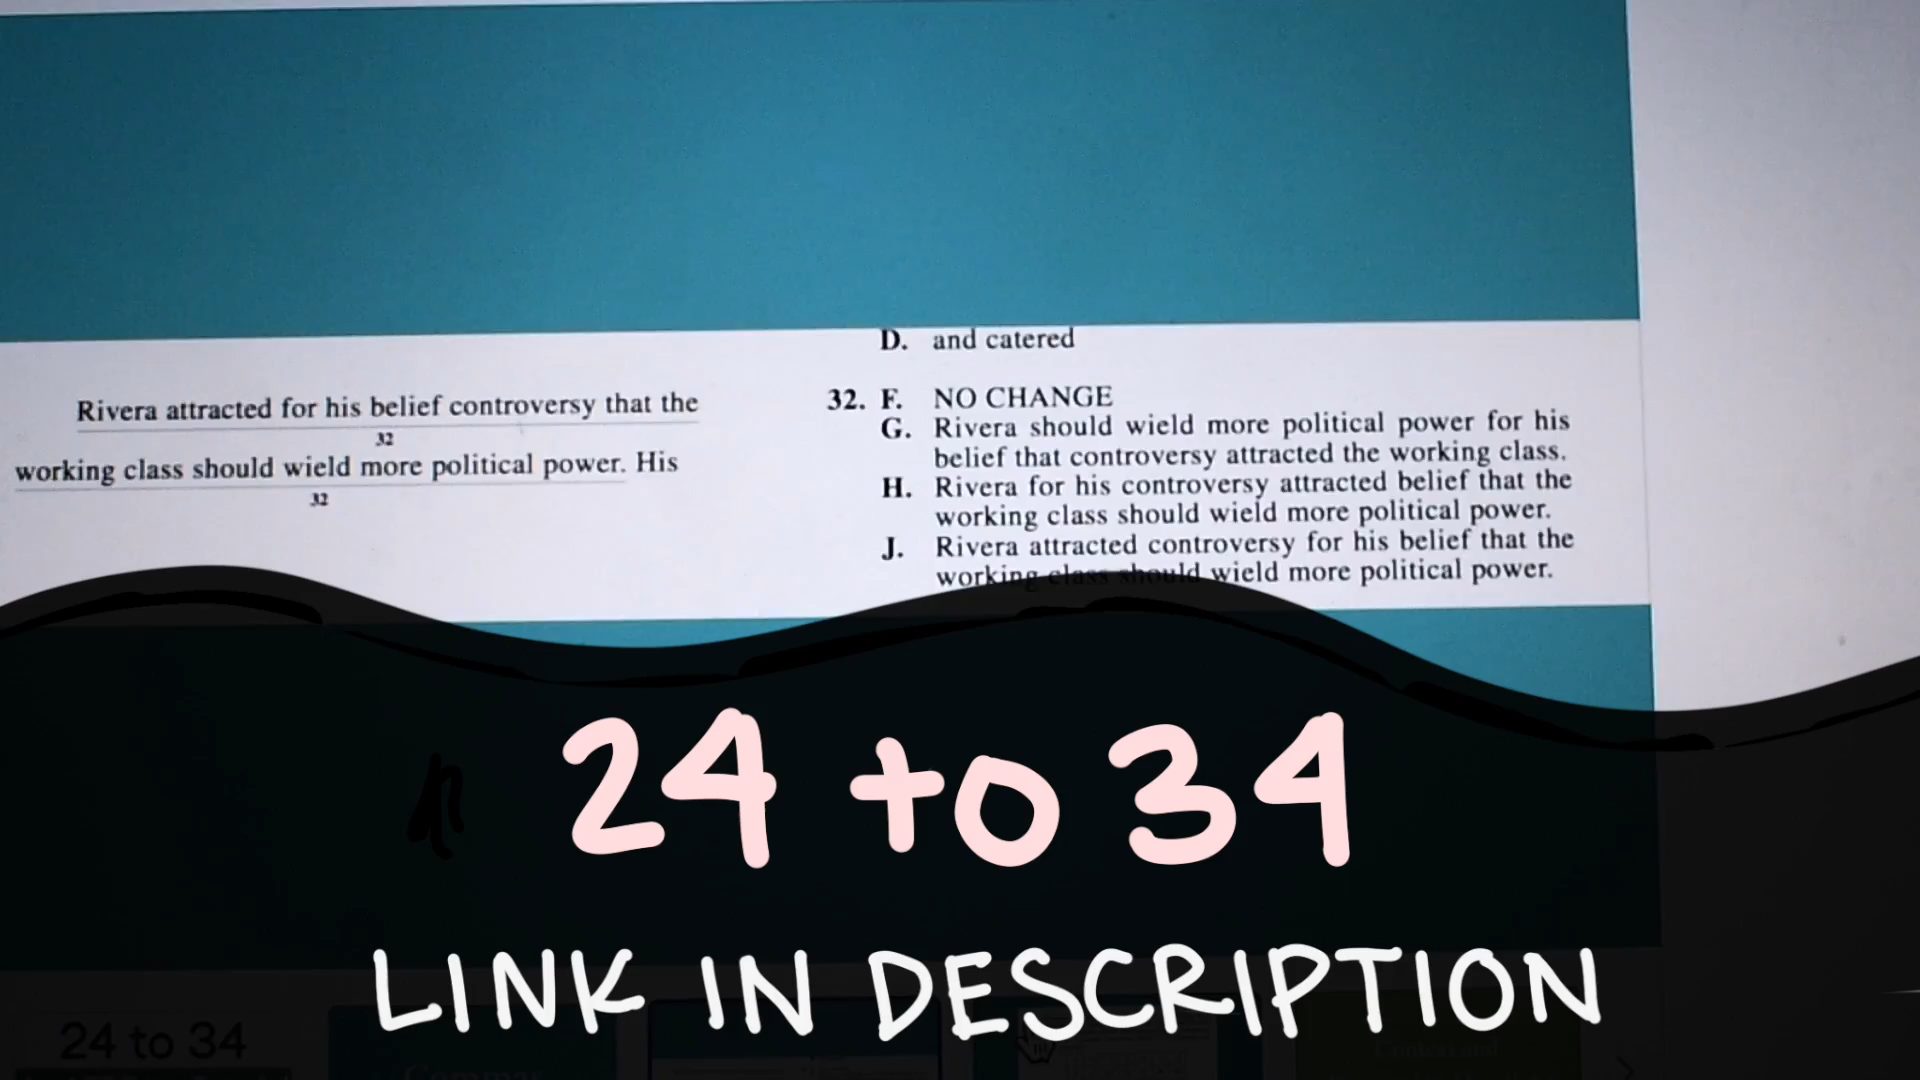 D. and catered
Rivera attracted for his belief controversy that the
32
working class should wield more political power. His
32
32. F. NO CHANGE
G. Rivera should wield more political power for his
belief that controversy attracted the working class.
H. Rivera for his controversy attracted belief that the
working class should wield more political power.
J. Rivera attracted controversy for his belief that the
working class should wield more political power.
24 to 34
LINK IN DESCRIPTION
24 to 34